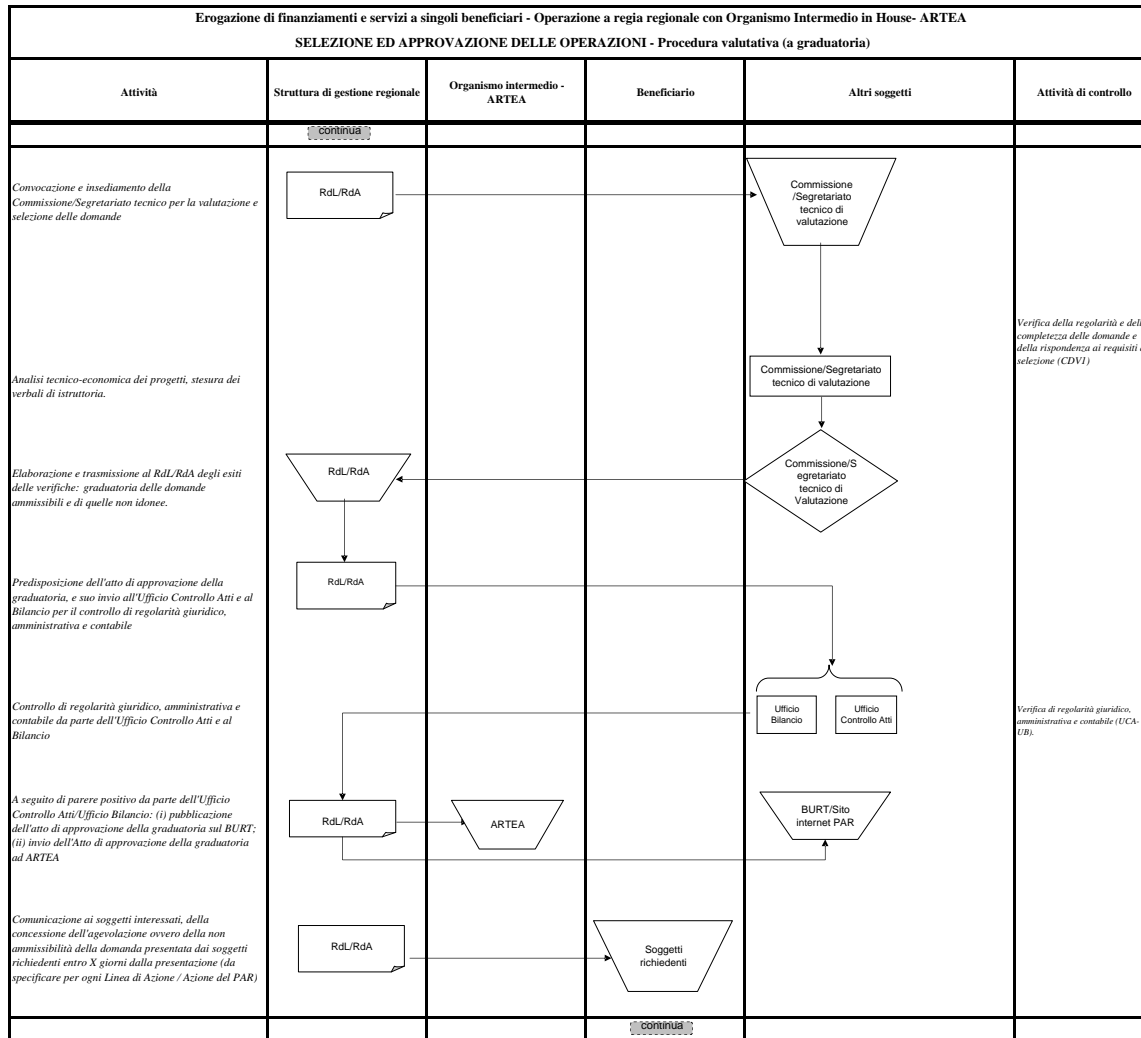 Erogazione di finanziamenti e servizi a singoli beneficiari - Operazione a regia regionale con Organismo Intermedio in House- ARTEA
SELEZIONE ED APPROVAZIONE DELLE OPERAZIONI - Procedura valutativa (a graduatoria)
Attività
Struttura di gestione regionale
Organismo intermedio -
ARTEA
Beneficiario
Altri soggetti
Attività di controllo
continua
Convocazione e insediamento della
Commissione/Segretariato tecnico per la valutazione e
selezione delle domande
RdL/RdA
Commissione
/Segretariato
tecnico di
valutazione
Verifica della regolarità e
completezza delle domande e
della rispondenza ai requisiti
selezione (CDV1)
Analisi tecnico-economica dei progetti, stesura dei
verbali di istruttoria.
Commissione/Segretariato
tecnico di valutazione
Elaborazione e trasmissione al RdL/RdA degli esiti
delle verifiche: graduatoria delle domande
ammissibili e di quelle non idonee.
RdL/RdA
Commissione/S
egretariato
tecnico di
Valutazione
Predisposizione dell'atto di approvazione della
graduatoria, e suo invio all'Ufficio Controllo Atti e al
Bilancio per il controllo di regolarità giuridico,
amministrativa e contabile
RdL/RdA
Controllo di regolarità giuridico, amministrativa e
contabile da parte dell'Ufficio Controllo Atti e al
Bilancio
Ufficio
Bilancio
Ufficio
Controllo Atti
Verifica di regolarità giuridico,
amministrativa e contabile (UCA-
UB).
A seguito di parere positivo da parte dell'Ufficio
Controllo Atti/Ufficio Bilancio: (i) pubblicazione
dell'atto di approvazione della graduatoria sul BURT;
(ii) invio dell'Atto di approvazione della graduatoria
ad ARTEA
RdL/RdA
ARTEA
BURT/Sito
internet PAR
Comunicazione ai soggetti interessati, della
concessione dell'agevolazione ovvero della non
ammissibilità della domanda presentata dai soggetti
richiedenti entro X giorni dalla presentazione (da
specificare per ogni Linea di Azione / Azione del PAR)
RdL/RdA
Soggetti
richiedenti
continua